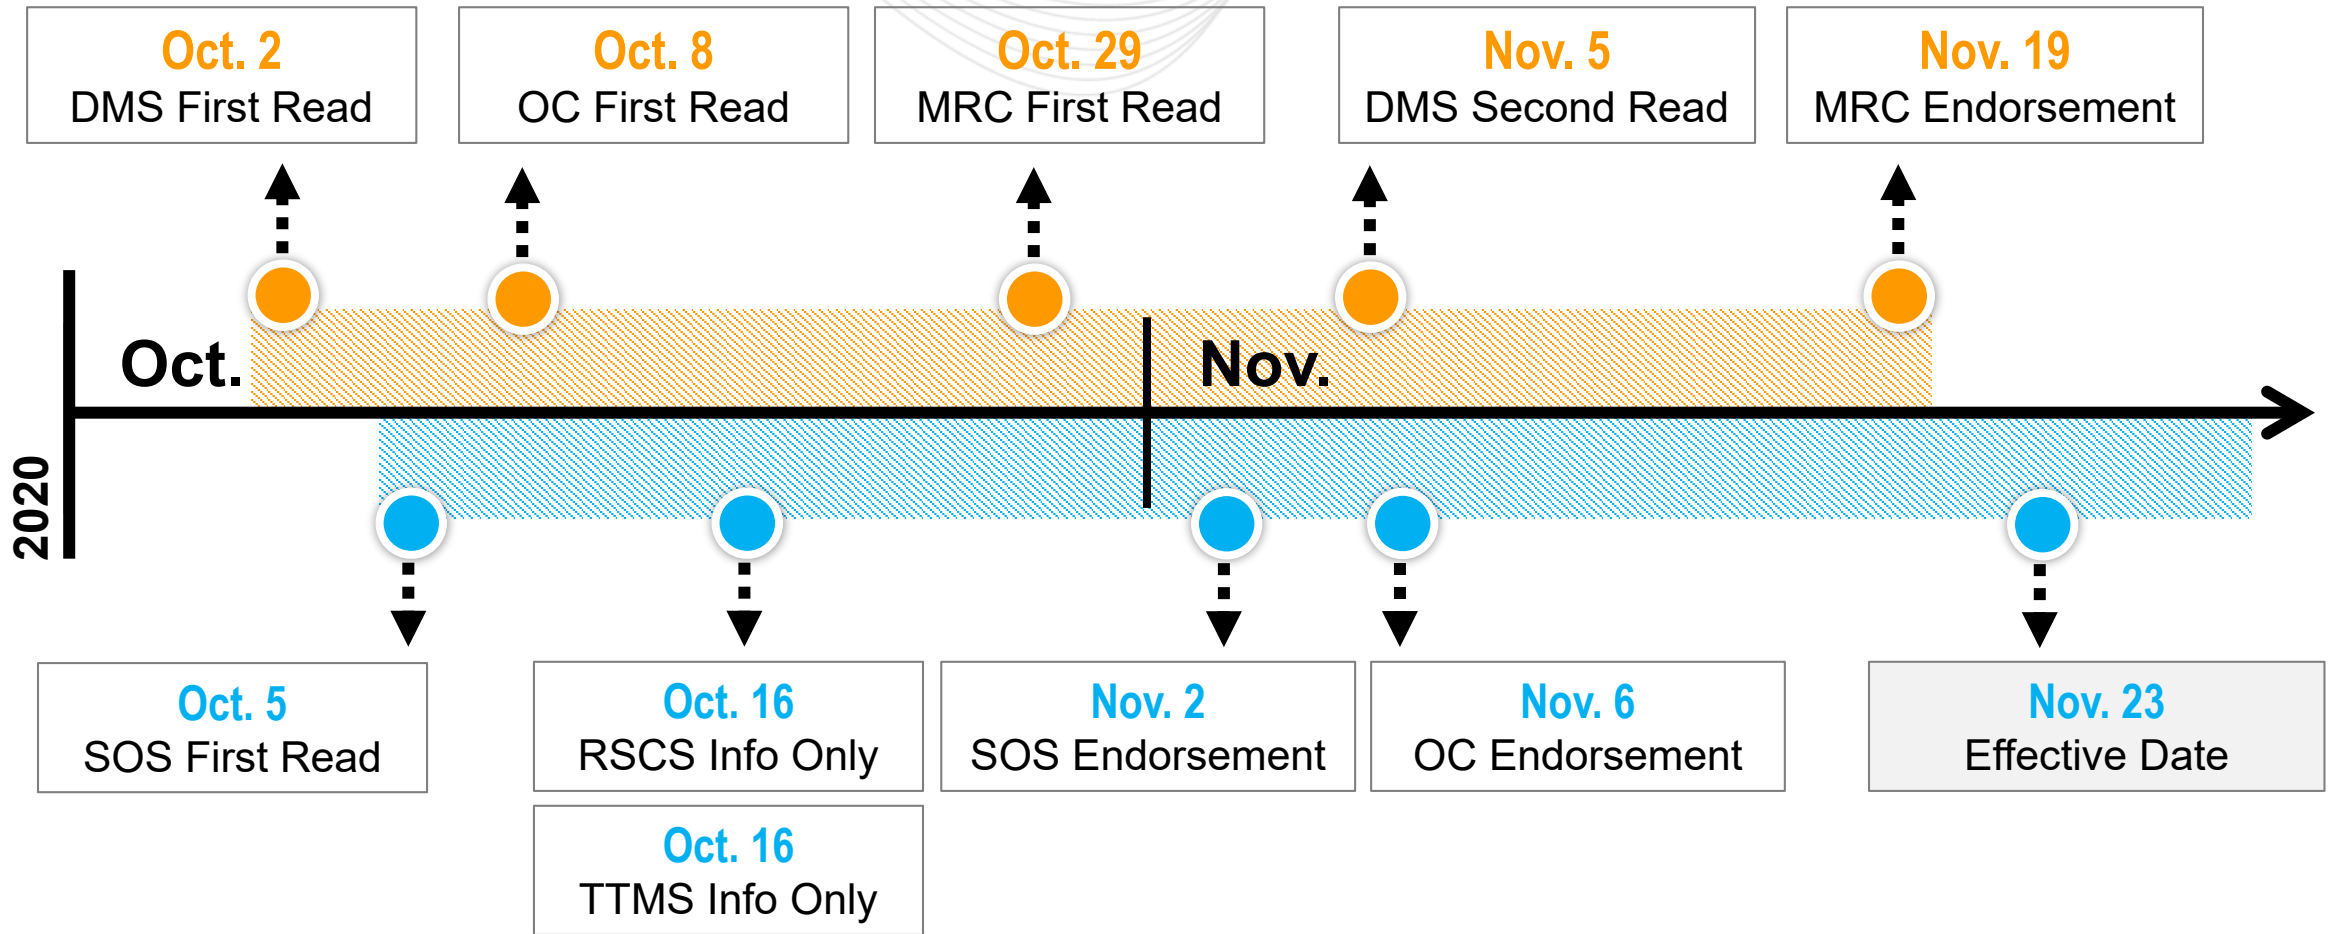 Oct. 2
DMS First Read
Oct. 8
OC First Read
Oct. 29
MRC First Read
Nov. 5
DMS Second Read
Nov. 19
MRC Endorsement
Oct.
Nov.
2020
Oct. 5
SOS First Read
Oct. 16
RSCS Info Only
Oct. 16
TTMS Info Only
Nov. 2
SOS Endorsement
Nov. 6
OC Endorsement
Nov. 23
Effective Date